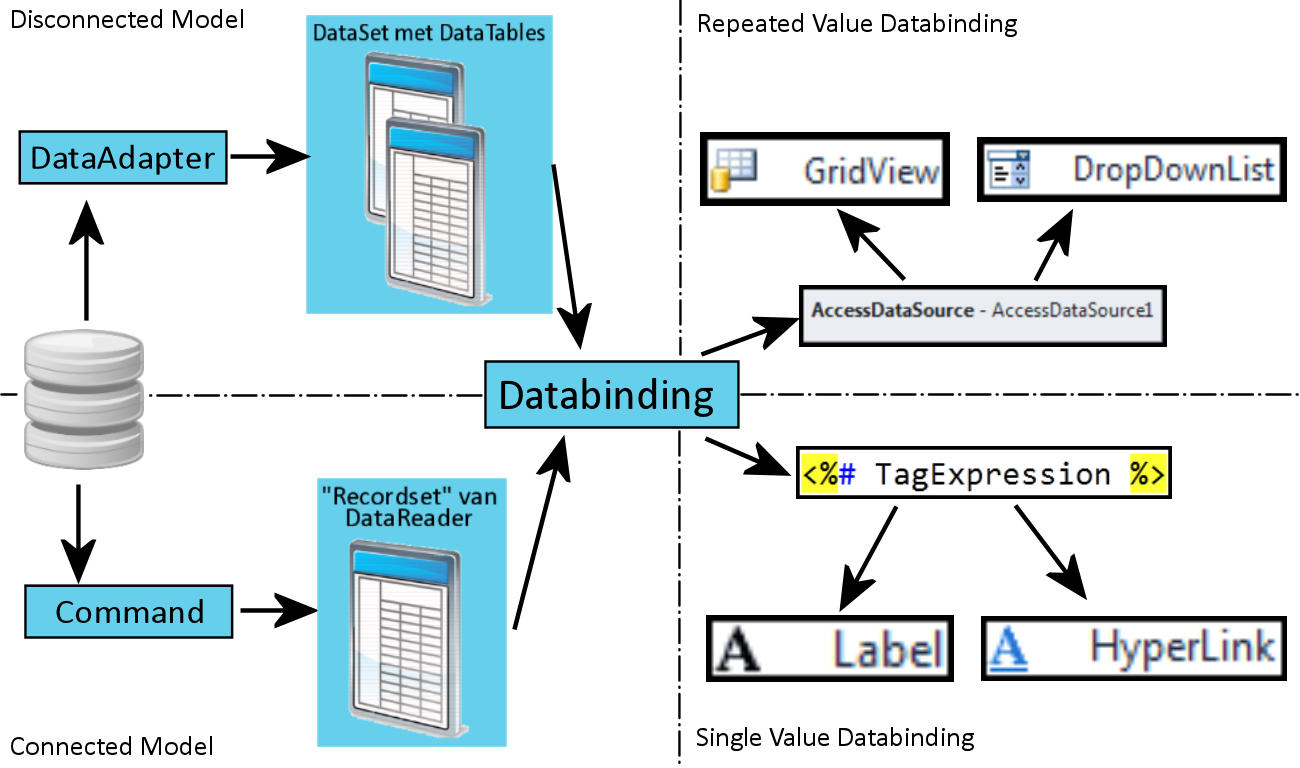 Disconnected Model
DataSet met DataTables
DataAdapter
Repeated Value Databinding
GridView
DropDownList
AccessDataSource - AccessDataSource1
Databinding
<%# TagExpression %>
"Recordset" van
DataReader
Command
A Label
A HyperLink
Connected Model
Single Value Databinding